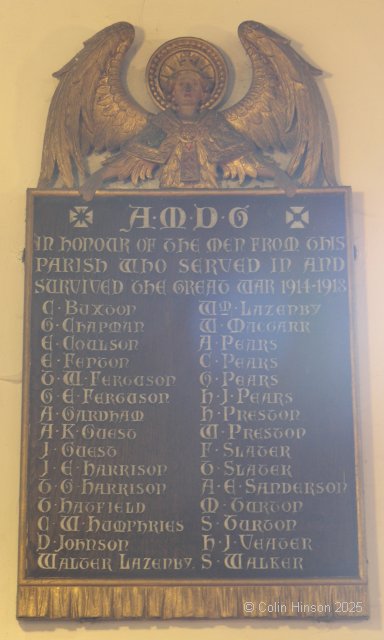 A·M·D·G
IN HONOUR OF THE MEN FROM THIS
PARISH WHO SERVED IN AND
SURVIVED THE GREAT WAR 1914-1918
C·BUXTON
G·CHAPMAN
E·COULSON
E·FENTON
T·W·FERGUSON
G·E·FERGUSON
A·GARDHAM
A·K·GUEST
J·GUEST
J·E·HARRISON
T·G·HARRISON
T·HATFIELD
C·W·HUMPHRIES
D·JOHNSON
WALTER LAZENBY.
Wm·LAZENBY
W·MACGARR
A·PEARS
C·PEARS
G·PEARS
H·J·PEARS
H·PRESTON
W·PRESTON
F·SLATER
T·SLATER
A·E·SANDERSON
M·TURTON
S·TURTON
H·J·VEATER
S·WALKER
© Colin Hinson 2025